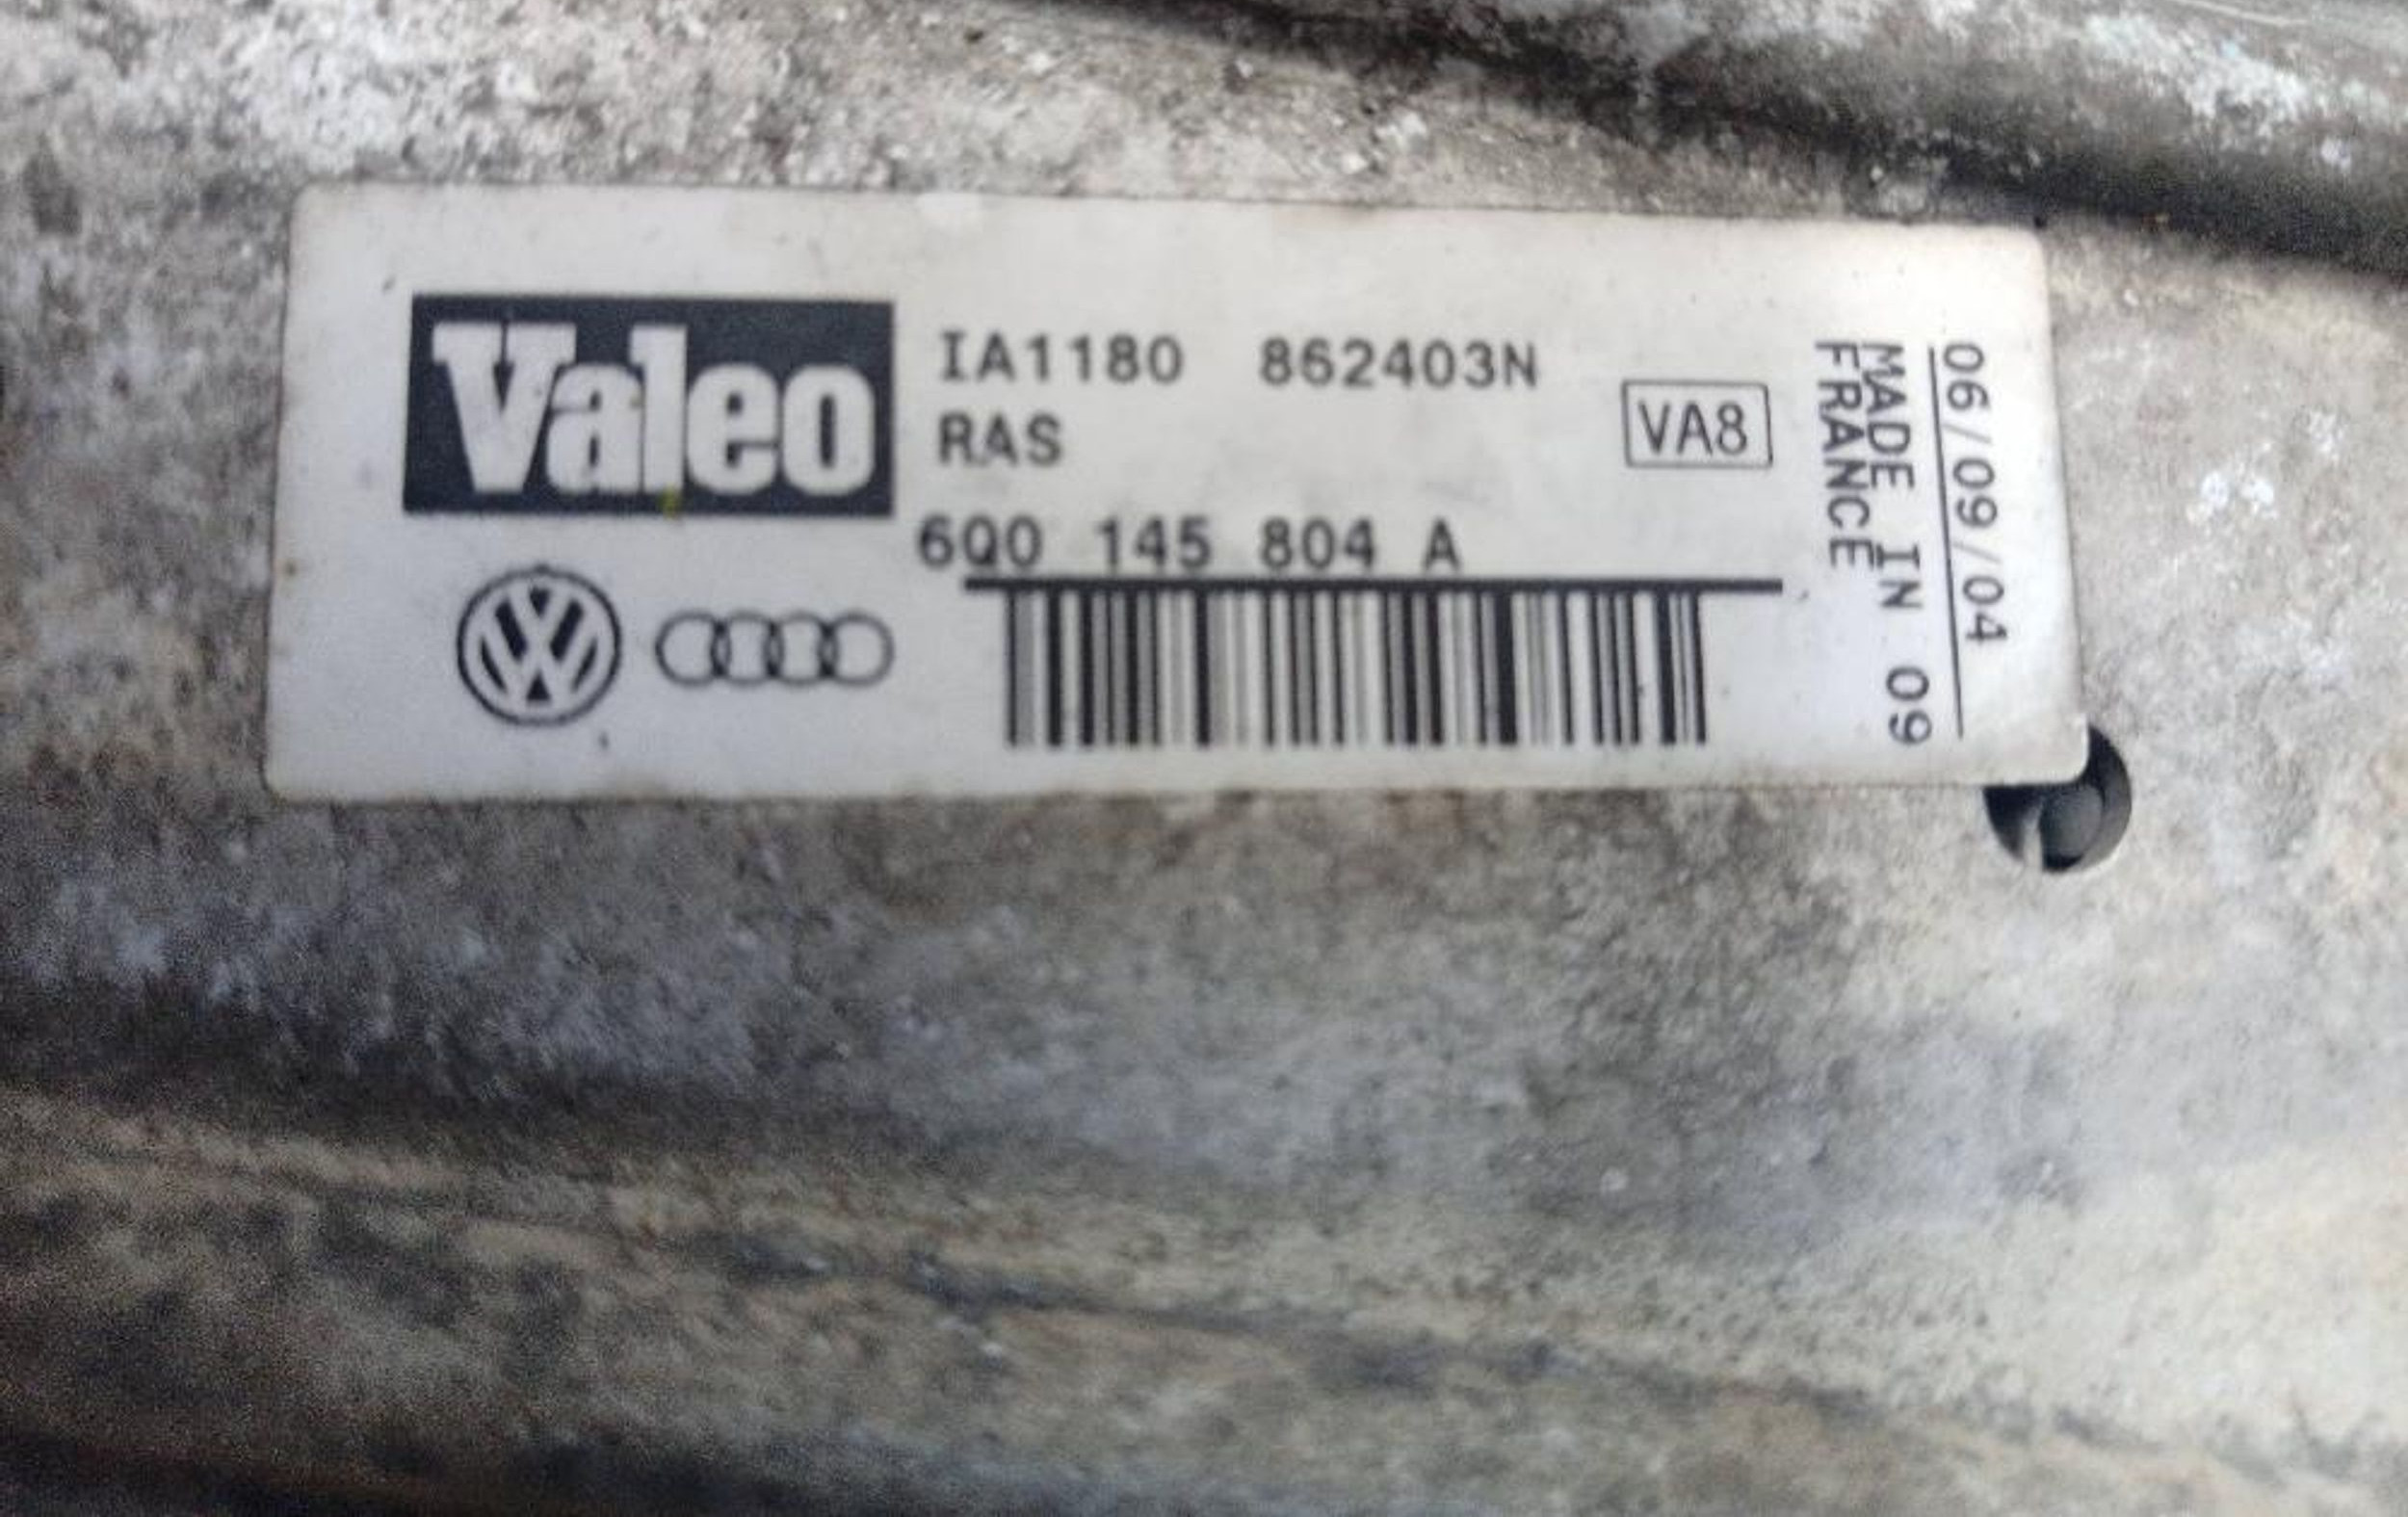 Valeo
IA1180 862403N
RAS
VA8
6Q0 145 804 A
06/09/04
MADE IN 09
FRANCE